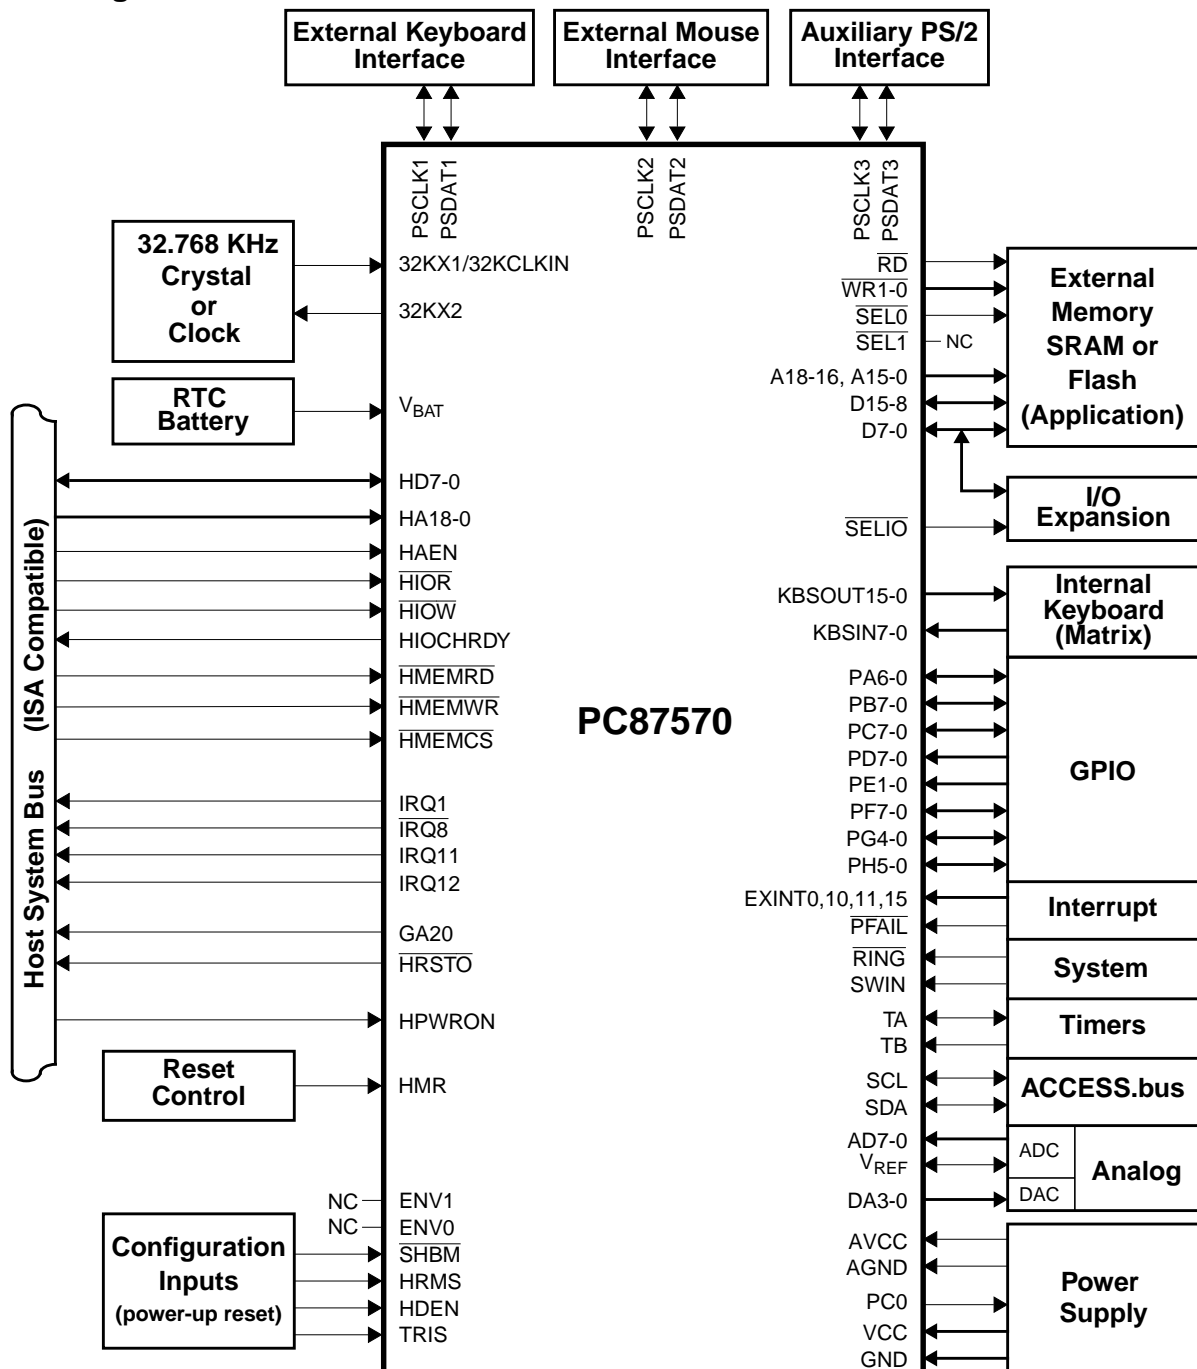 External Keyboard
Interface
External Mouse
Interface
Auxiliary PS/2
Interface
PSCLK1
PSDAT1
PSCLK2
PSDAT2
PSCLK3
PSDAT3
32.768 KHz
Crystal
or
Clock
32KX1/32KCLKIN
32KX2
RTC
Battery
VBAT
Host System Bus (ISA Compatible)
HD7-0
HA18-0
HAEN
HIOR
HIOW
HIOCHRDY
HMEMRD
HMEMWR
HMEMCS
IRQ1
IRQ8
IRQ11
IRQ12
GA20
HRSTO
HPWRON
Reset
Control
HMR
NC
ENV1
NC
ENV0
Configuration
Inputs
(power-up reset)
SHBM
HRMS
HDEN
TRIS
PC87570
RD
WR1-0
SEL0
SEL1
NC
A18-16, A15-0
D15-8
D7-0
External
Memory
SRAM or
Flash
(Application)
SELIO
I/O
Expansion
KBSOUT15-0
KBSIN7-0
Internal
Keyboard
(Matrix)
PA6-0
PB7-0
PC7-0
PD7-0
PE1-0
PF7-0
PG4-0
PH5-0
GPIO
EXINT0,10,11,15
PFAIL
Interrupt
RING
SWIN
System
TA
TB
Timers
SCL
SDA
ACCESS.bus
AD7-0
VREF
DA3-0
ADC
DAC
Analog
AVCC
AGND
PC0
VCC
GND
Power
Supply